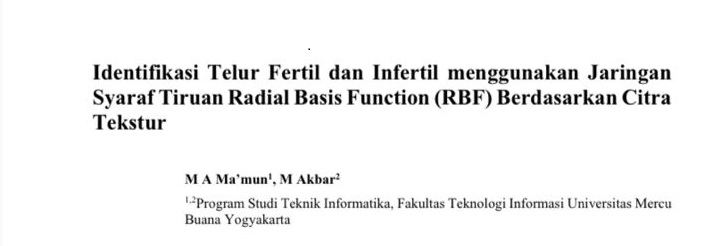 Identifikasi Telur Fertil dan Infertil menggunakan Jaringan
Syaraf Tiruan Radial Basis Function (RBF) Berdasarkan Citra
Tekstur
M A Ma'mun¹, M Akbar²
¹,²Program Studi Teknik Informatika, Fakultas Teknologi Informasi Universitas Mercu
Buana Yogyakarta